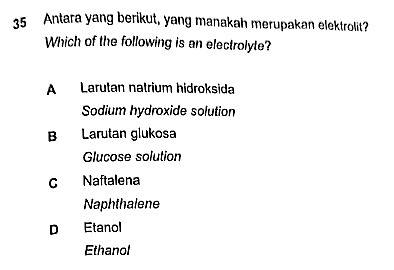 35 Antara yang berikut, yang manakah merupakan elektrolit?
Which of the following is an electrolyte?
A Larutan natrium hidroksida
Sodium hydroxide solution
B Larutan glukosa
Glucose solution
C Naftalena
Naphthalene
D Etanol
Ethanol